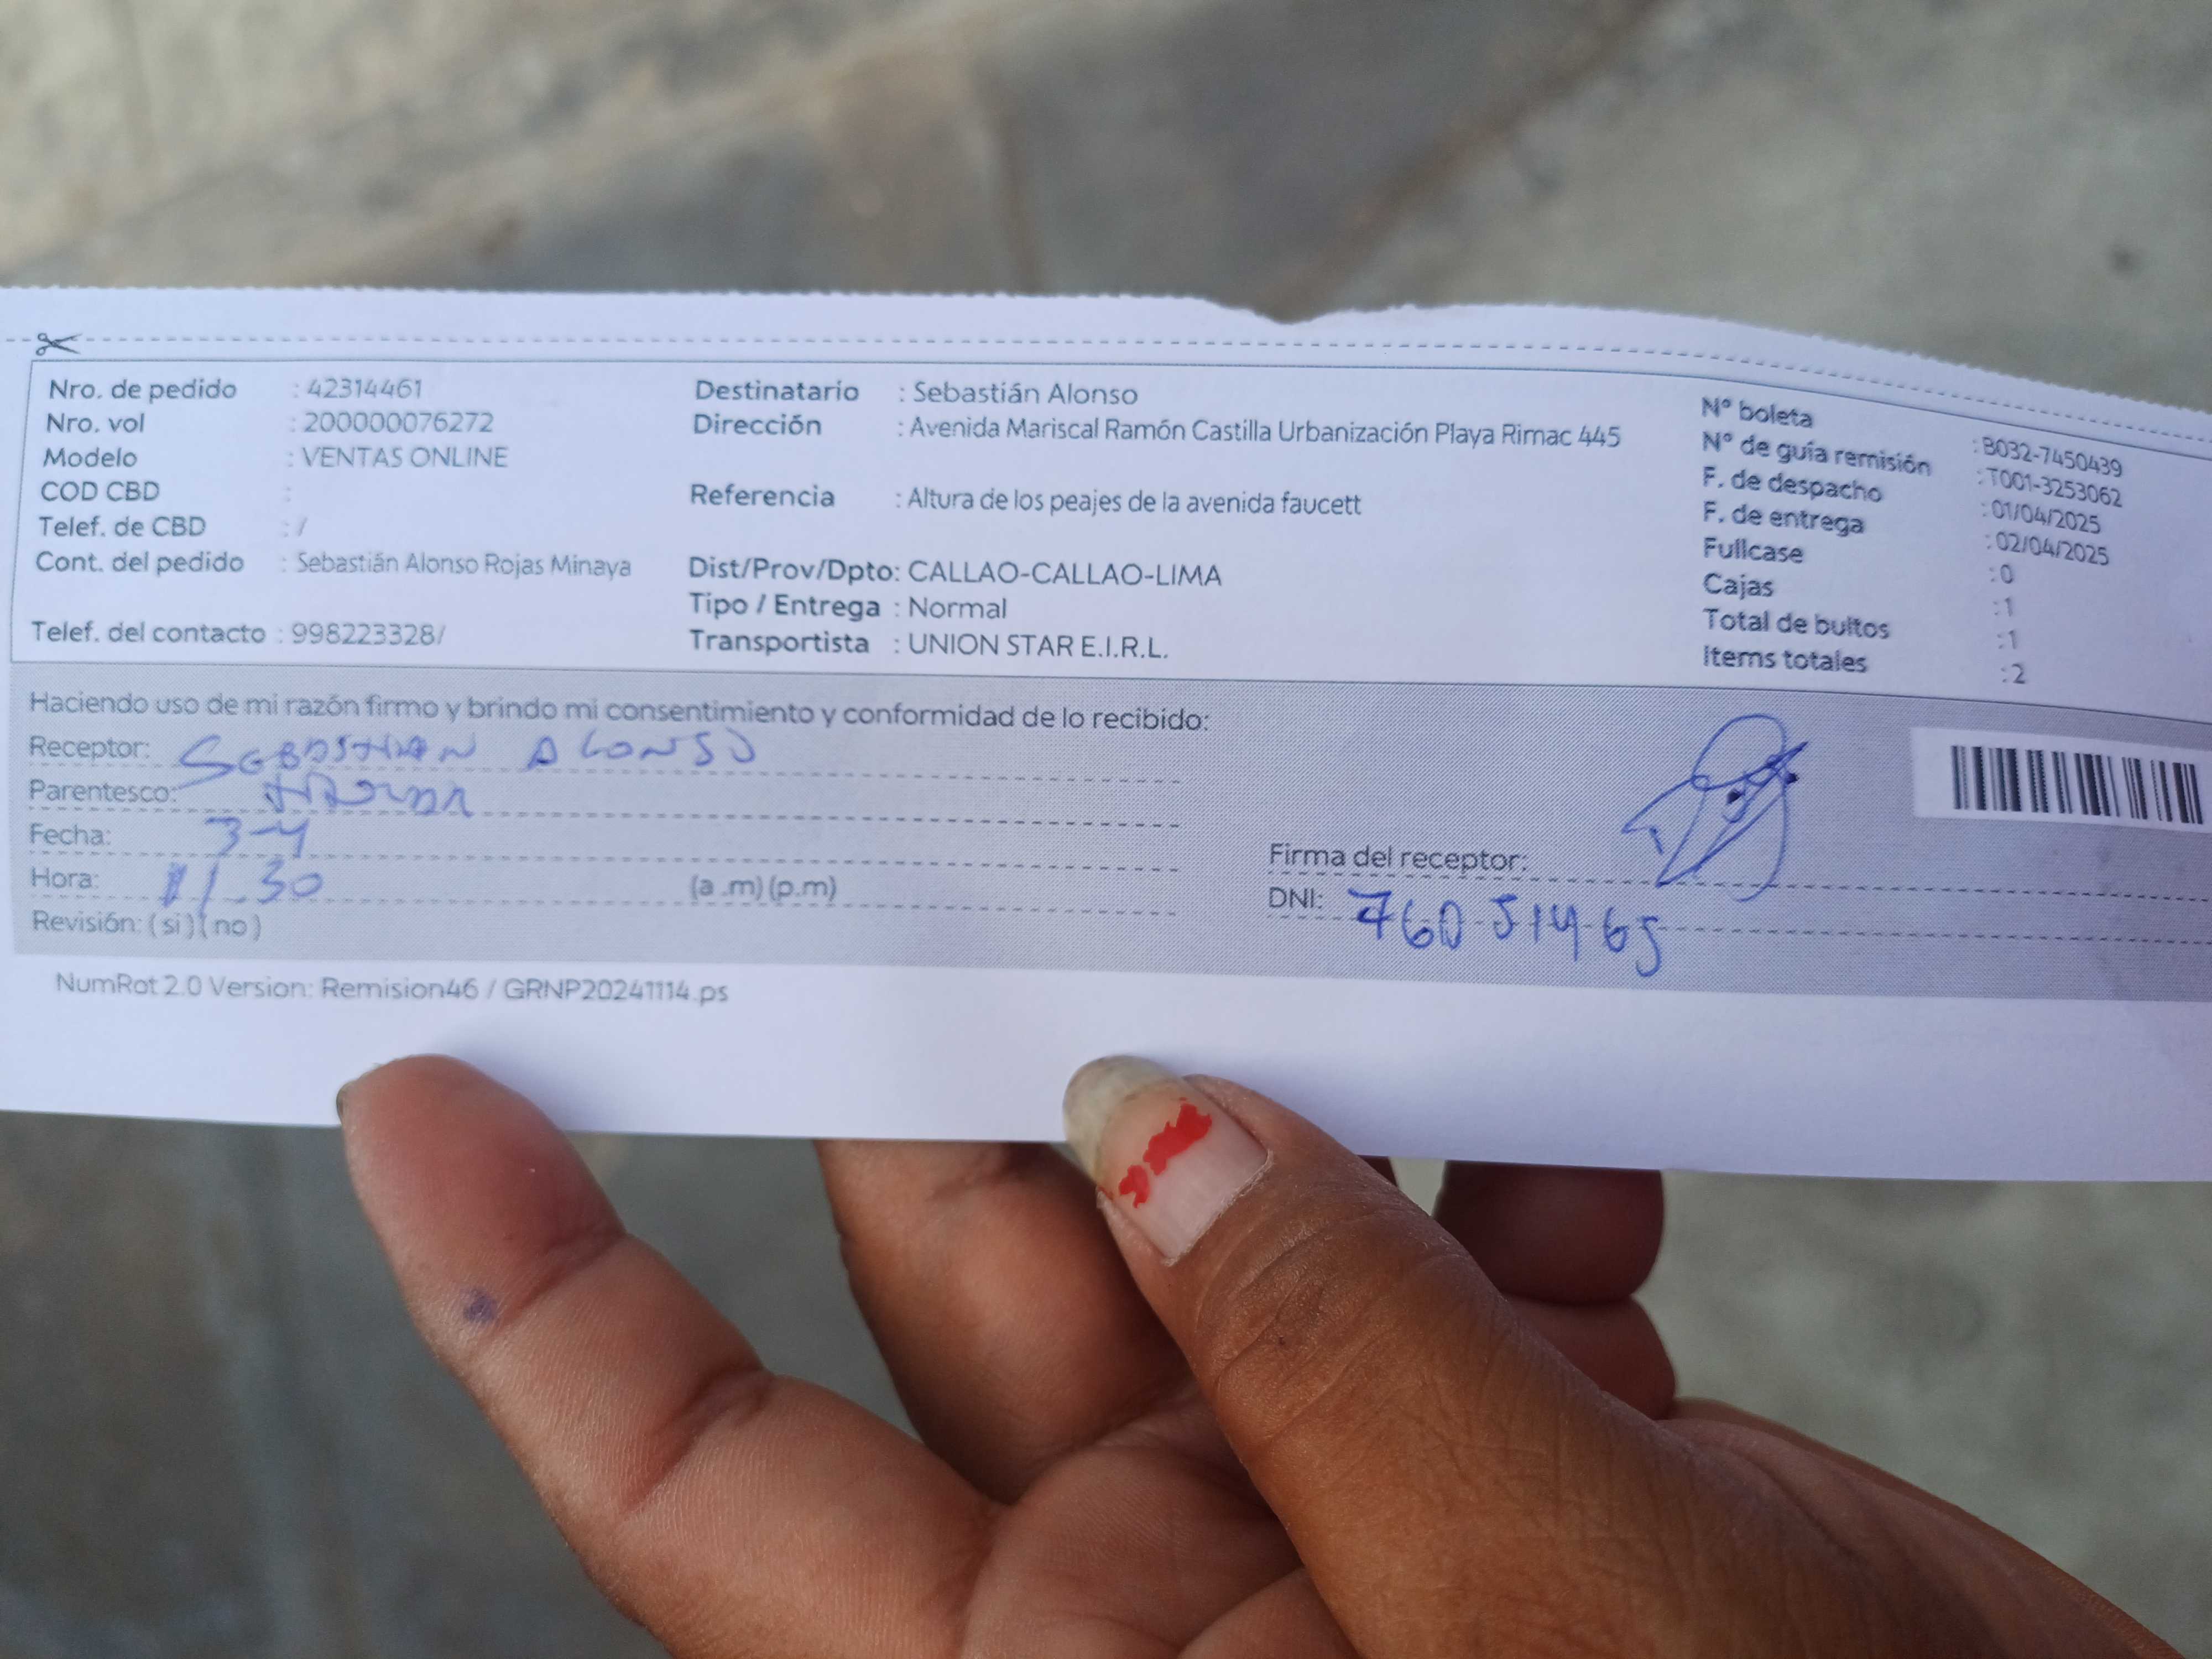 Nro. de pedido : 42314461
Nro. vol : 200000076272
Modelo : VENTAS ONLINE
COD CBD :
Telef. de CBD : /
Cont. del pedido : Sebastián Alonso Rojas Minaya
Telef. del contacto : 998223328/
Destinatario : Sebastián Alonso
Dirección : Avenida Mariscal Ramón Castilla Urbanización Playa Rimac 445
Referencia : Altura de los peajes de la avenida faucett
Dist/Prov/Dpto: CALLAO-CALLAO-LIMA
Tipo / Entrega : Normal
Transportista : UNION STAR E.I.R.L.
N° boleta : B032-7450439
N° de guía remisión : T001-3253062
F. de despacho : 01/04/2025
F. de entrega : 02/04/2025
Fullcase : 0
Cajas : 1
Total de bultos : 1
Items totales : 2
Haciendo uso de mi razón firmo y brindo mi consentimiento y conformidad de lo recibido:
Receptor: SEBASTIAN ALONSO
Parentesco:
Fecha: 3-4
Hora: 11.30 (a .m) (p.m)
Revisión: ( si ) ( no )
Firma del receptor:
DNI: 76051465
NumRot 2.0 Version: Remision46 / GRNP20241114.ps